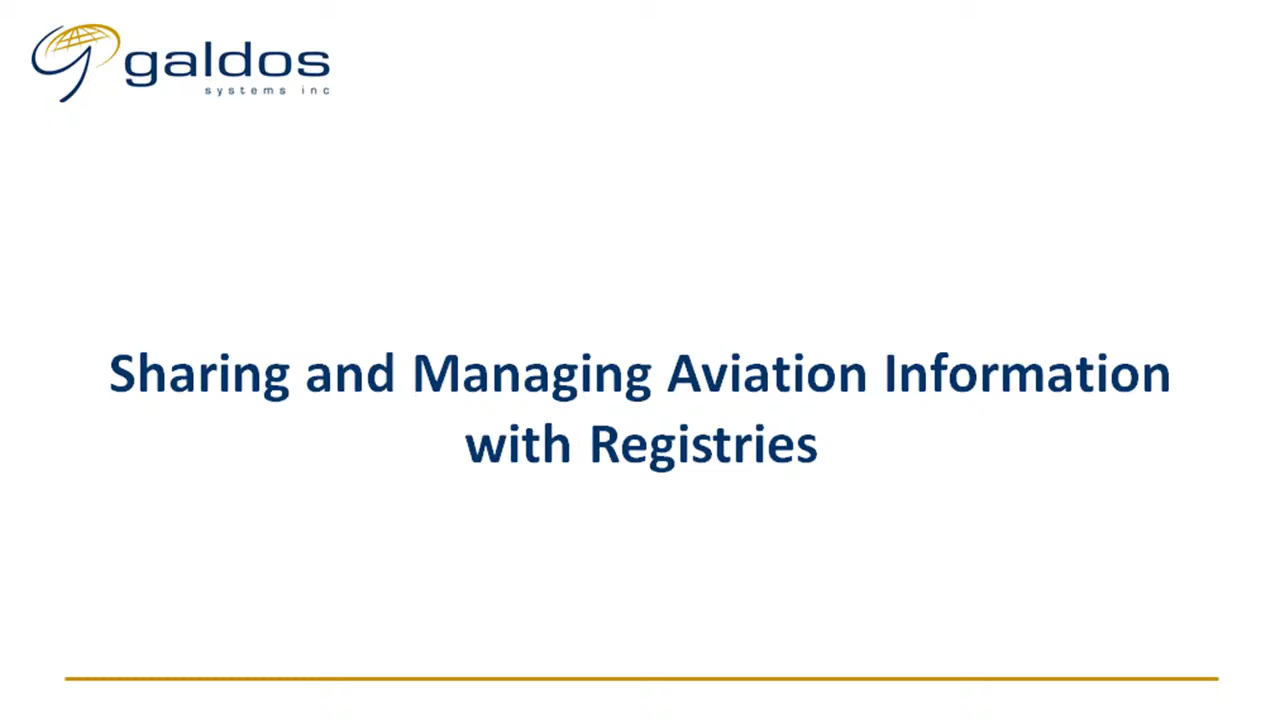 galdos
systems inc
Sharing and Managing Aviation Information
with Registries